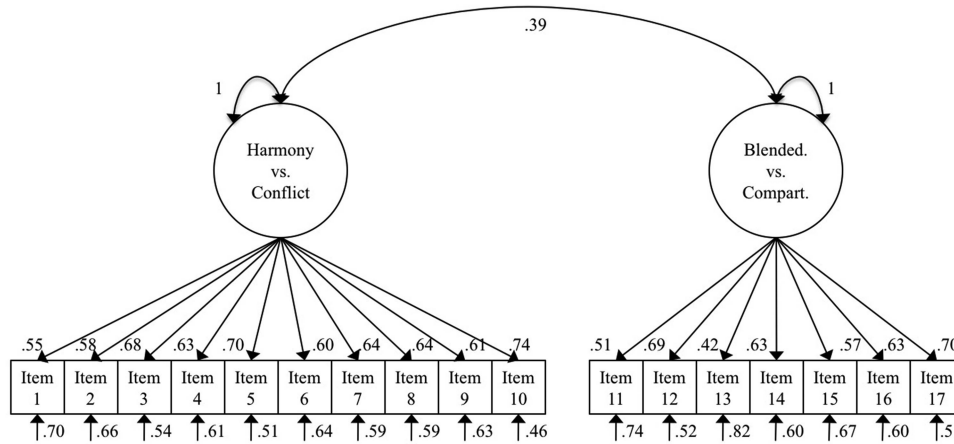 .39
1
1
Harmony
vs.
Conflict
Blended.
vs.
Compart.
.55 .58 .68 .63 .70 .60 .64 .64 .61 .74
.51 .69 .42 .63 .57 .63 .70
Item Item Item Item Item Item Item Item Item Item
1 2 3 4 5 6 7 8 9 10
Item Item Item Item Item Item Item
11 12 13 14 15 16 17
.70 .66 .54 .61 .51 .64 .59 .59 .63 .46
.74 .52 .82 .60 .67 .60